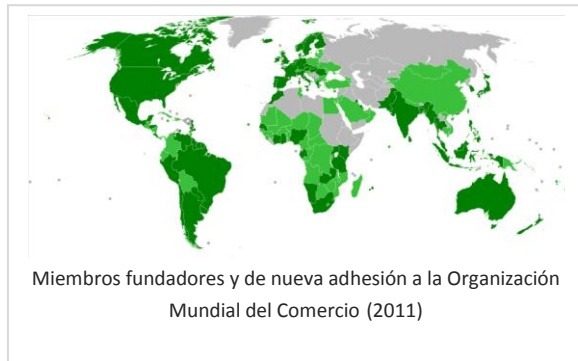 Miembros fundadores y de nueva adhesión a la Organización
Mundial del Comercio (2011)